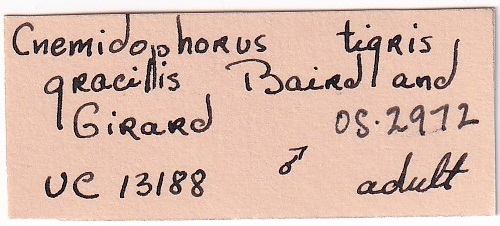 Cnemidophorus tigris
gracilis Baird and
Girard OS.2972
UC 13188 ♂ adult